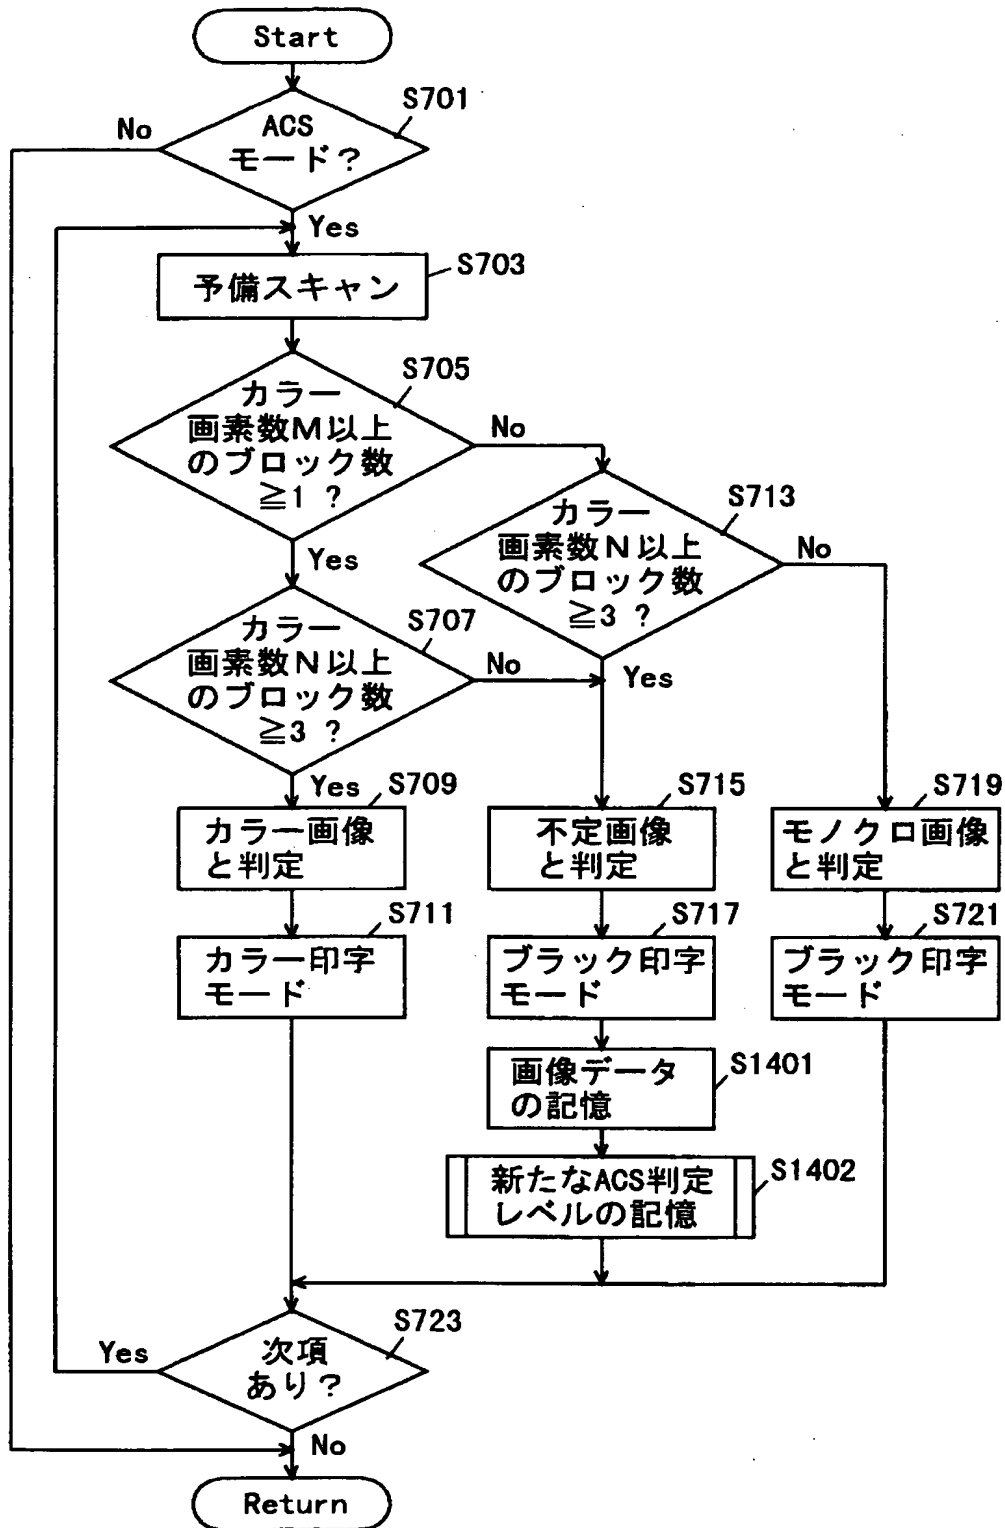 Start
S701
ACS
モード?
No
Yes
S703
予備スキャン
S705
カラー
画素数M以上
のブロック数
≧1 ?
No
Yes
S713
カラー
画素数N以上
のブロック数
≧3 ?
No
Yes
S707
カラー
画素数N以上
のブロック数
≧3 ?
No
Yes
S709
カラー画像
と判定
S715
不定画像
と判定
S719
モノクロ画像
と判定
S711
カラー印字
モード
S717
ブラック印字
モード
S721
ブラック印字
モード
S1401
画像データ
の記憶
S1402
新たなACS判定
レベルの記憶
S723
次項
あり?
Yes
No
Return